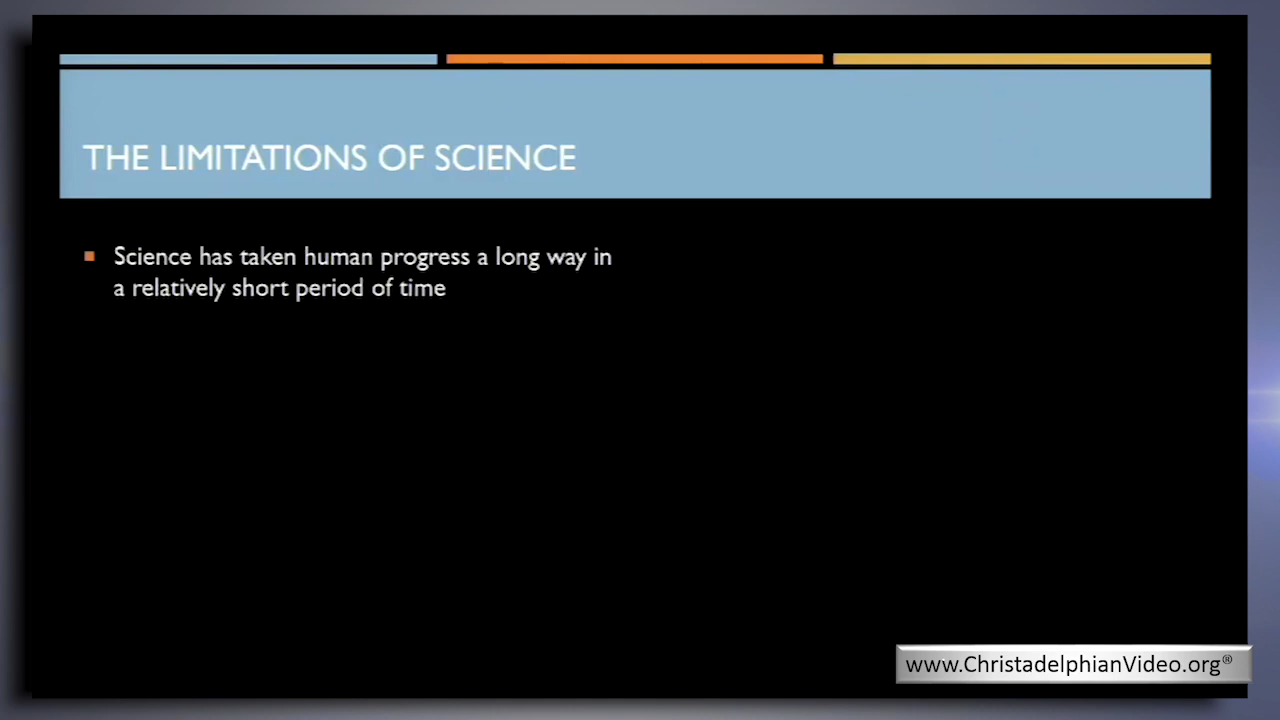 THE LIMITATIONS OF SCIENCE
Science has taken human progress a long way in
a relatively short period of time
www.ChristadelphianVideo.org®